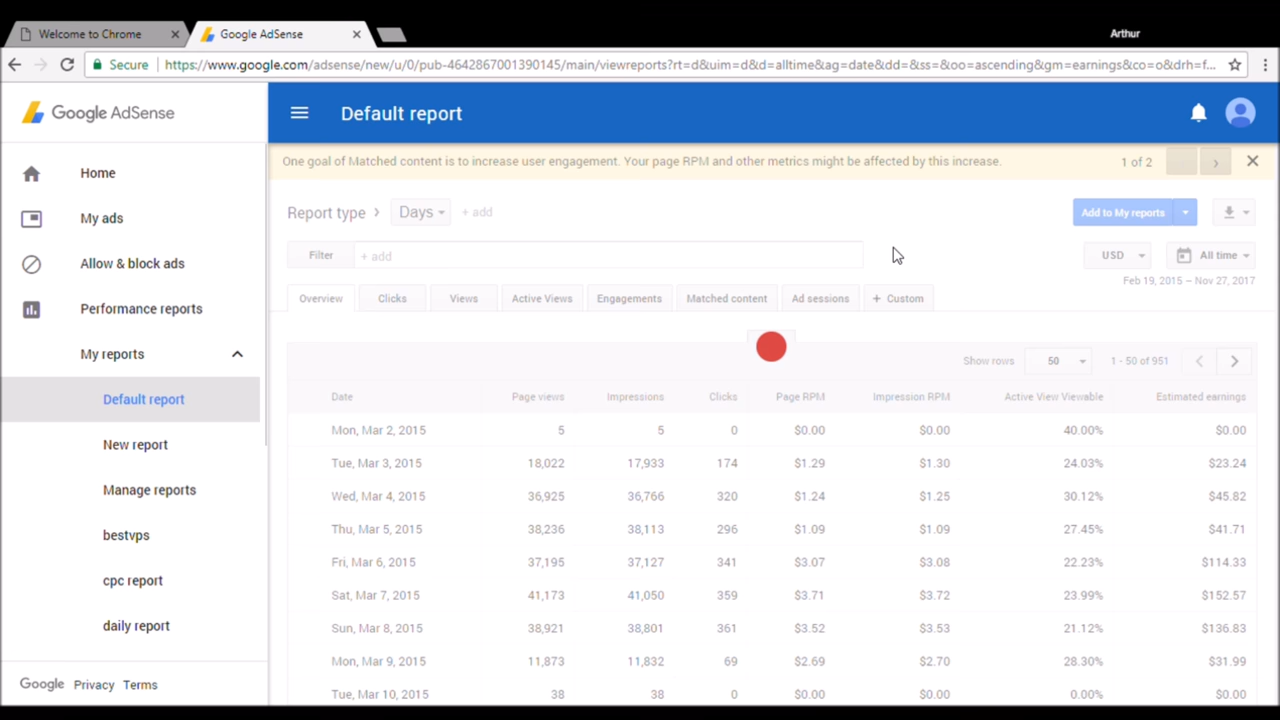 Welcome to Chrome
Google AdSense
Arthur
Secure
https://www.google.com/adsense/new/u/0/pub-4642867001390145/main/viewreports?rt=d&uim=d&d=alltime&ag=date&dd=&ss=&oo=ascending&gm=earnings&co=o&drh=f...
Google AdSense
Default report
Home
My ads
Allow & block ads
Performance reports
My reports
Default report
New report
Manage reports
bestvps
cpc report
daily report
Google Privacy Terms
One goal of Matched content is to increase user engagement. Your page RPM and other metrics might be affected by this increase. 1 of 2
Report type Days + add Add to My reports
Filter + add USD All time
Feb 19, 2015 – Nov 27, 2017
Overview Clicks Views Active Views Engagements Matched content Ad sessions + Custom
Show rows 50 1 - 50 of 951
Date Page views Impressions Clicks Page RPM Impression RPM Active View Viewable Estimated earnings
Mon, Mar 2, 2015 5 5 0 $0.00 $0.00 40.00% $0.00
Tue, Mar 3, 2015 18,022 17,933 174 $1.29 $1.30 24.03% $23.24
Wed, Mar 4, 2015 36,925 36,766 320 $1.24 $1.25 30.12% $45.82
Thu, Mar 5, 2015 38,236 38,113 296 $1.09 $1.09 27.45% $41.71
Fri, Mar 6, 2015 37,195 37,127 341 $3.07 $3.08 22.23% $114.33
Sat, Mar 7, 2015 41,173 41,050 359 $3.71 $3.72 23.99% $152.57
Sun, Mar 8, 2015 38,921 38,801 361 $3.52 $3.53 21.12% $136.83
Mon, Mar 9, 2015 11,873 11,832 69 $2.69 $2.70 28.30% $31.99
Tue, Mar 10, 2015 38 38 0 $0.00 $0.00 0.00% $0.00